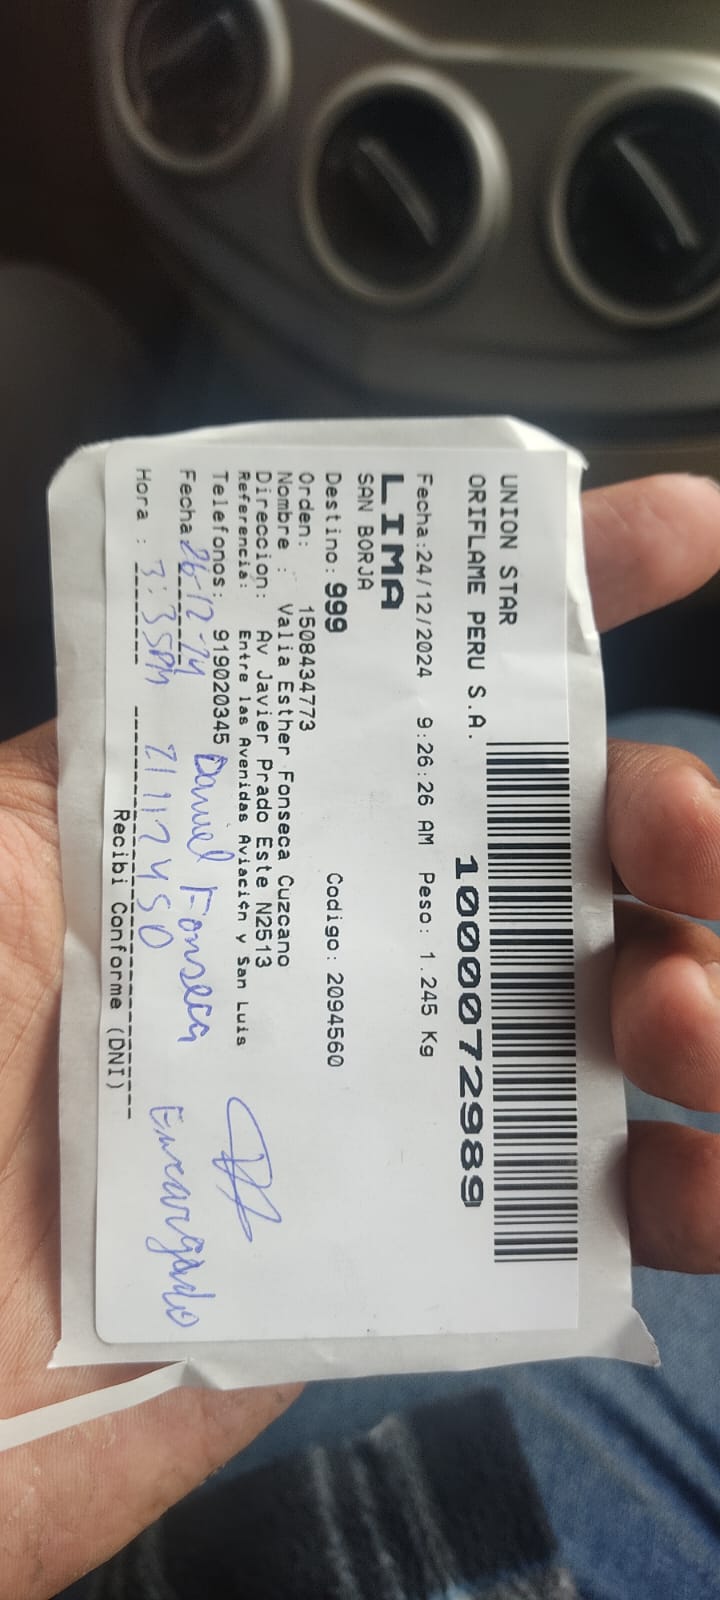 UNION STAR
ORIFLAME PERU S.A.
1000072989
Fecha:24/12/2024 9:26:26 AM Peso: 1.245 Kg
LIMA
SAN BORJA
Destino: 999 Codigo: 2094560
Orden: 1508434773
Nombre : Valia Esther Fonseca Cuzcano
Direccion: Av Javier Prado Este N2513
Referencia: Entre las Avenidas Aviaci¢n y San Luis
Telefonos: 919020345
Fecha 26-12-24 Daniel Fonseca
Hora : 3:35PM 21112450 Encargado
Recibi Conforme (DNI)